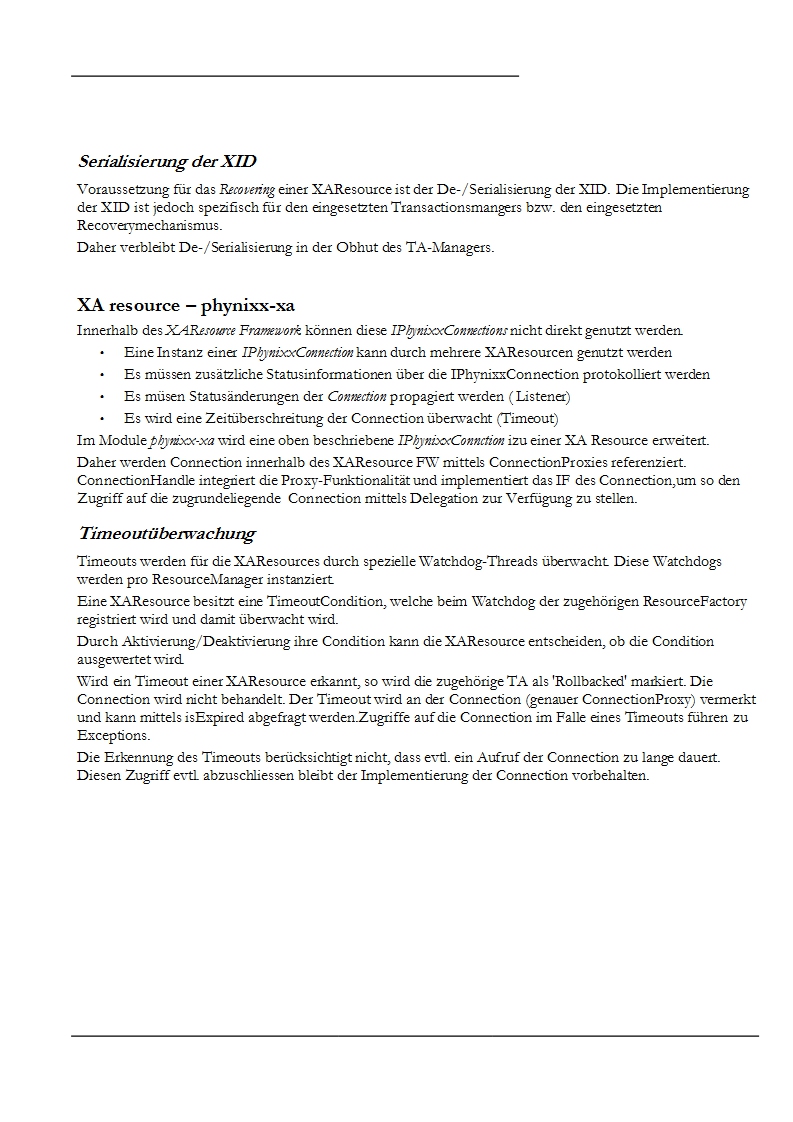 Serialisierung der XID
Voraussetzung für das Recovering einer XAResource ist der De-/Serialisierung der XID. Die Implementierung
der XID ist jedoch spezifisch für den eingesetzten Transactionsmangers bzw. den eingesetzten
Recoverymechanismus.
Daher verbleibt De-/Serialisierung in der Obhut des TA-Managers.
XA resource – phynixx-xa
Innerhalb des XAResource Framework können diese IPhynixxConnections nicht direkt genutzt werden.
• Eine Instanz einer IPhynixxConnection kann durch mehrere XAResourcen genutzt werden
• Es müssen zusätzliche Statusinformationen über die IPhynixxConnection protokolliert werden
• Es müsen Statusänderungen der Connection propagiert werden ( Listener)
• Es wird eine Zeitüberschreitung der Connection überwacht (Timeout)
Im Module phynixx-xa wird eine oben beschriebene IPhynixxConnction izu einer XA Resource erweitert.
Daher werden Connection innerhalb des XAResource FW mittels ConnectionProxies referenziert.
ConnectionHandle integriert die Proxy-Funktionalität und implementiert das IF des Connection,um so den
Zugriff auf die zugrundeliegende Connection mittels Delegation zur Verfügung zu stellen.
Timeoutüberwachung
Timeouts werden für die XAResources durch spezielle Watchdog-Threads überwacht. Diese Watchdogs
werden pro ResourceManager instanziert.
Eine XAResource besitzt eine TimeoutCondition, welche beim Watchdog der zugehörigen ResourceFactory
registriert wird und damit überwacht wird.
Durch Aktivierung/Deaktivierung ihre Condition kann die XAResource entscheiden, ob die Condition
ausgewertet wird.
Wird ein Timeout einer XAResource erkannt, so wird die zugehörige TA als 'Rollbacked' markiert. Die
Connection wird nicht behandelt. Der Timeout wird an der Connection (genauer ConnectionProxy) vermerkt
und kann mittels isExpired abgefragt werden.Zugriffe auf die Connection im Falle eines Timeouts führen zu
Exceptions.
Die Erkennung des Timeouts berücksichtigt nicht, dass evtl. ein Aufruf der Connection zu lange dauert.
Diesen Zugriff evtl. abzuschliessen bleibt der Implementierung der Connection vorbehalten.